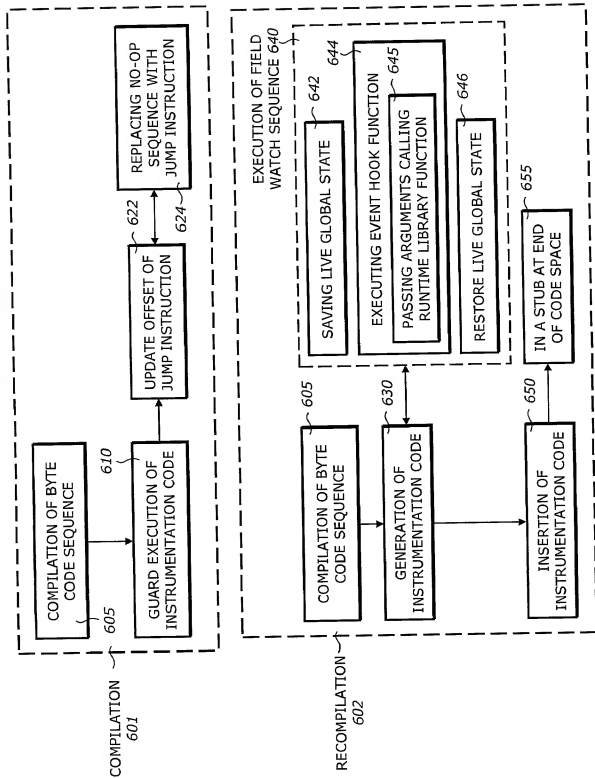 COMPILATION
601
COMPILATION OF BYTE
CODE SEQUENCE
605
GUARD EXECUTION OF
INSTRUMENTATION CODE
610
UPDATE OFFSET OF
JUMP INSTRUCTION
622
REPLACING NO-OP
SEQUENCE WITH
JUMP INSTRUCTION
624
RECOMPILATION
602
COMPILATION OF BYTE
CODE SEQUENCE
605
GENERATION OF
INSTRUMENTATION CODE
630
EXECUTION OF FIELD
WATCH SEQUENCE 640
SAVING LIVE GLOBAL STATE
642
EXECUTING EVENT HOOK FUNCTION
644
PASSING ARGUMENTS CALLING
RUNTIME LIBRARY FUNCTION
645
RESTORE LIVE GLOBAL STATE
646
INSERTION OF
INSTRUMENTATION CODE
650
IN A STUB AT END
OF CODE SPACE
655